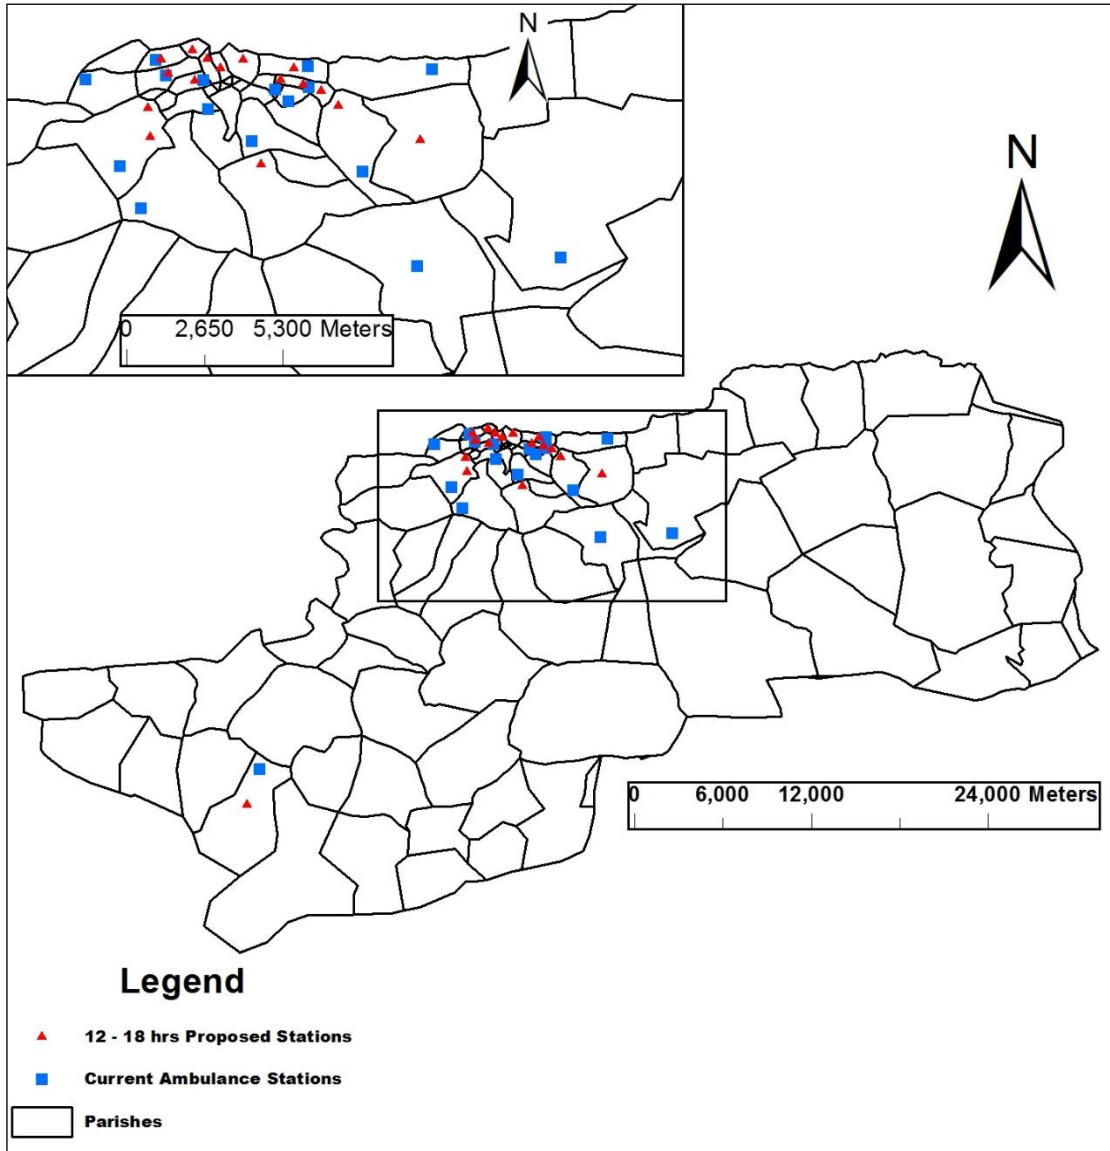 N
0 2,650 5,300 Meters
N
0 6,000 12,000 24,000 Meters
Legend
12 - 18 hrs Proposed Stations
Current Ambulance Stations
Parishes